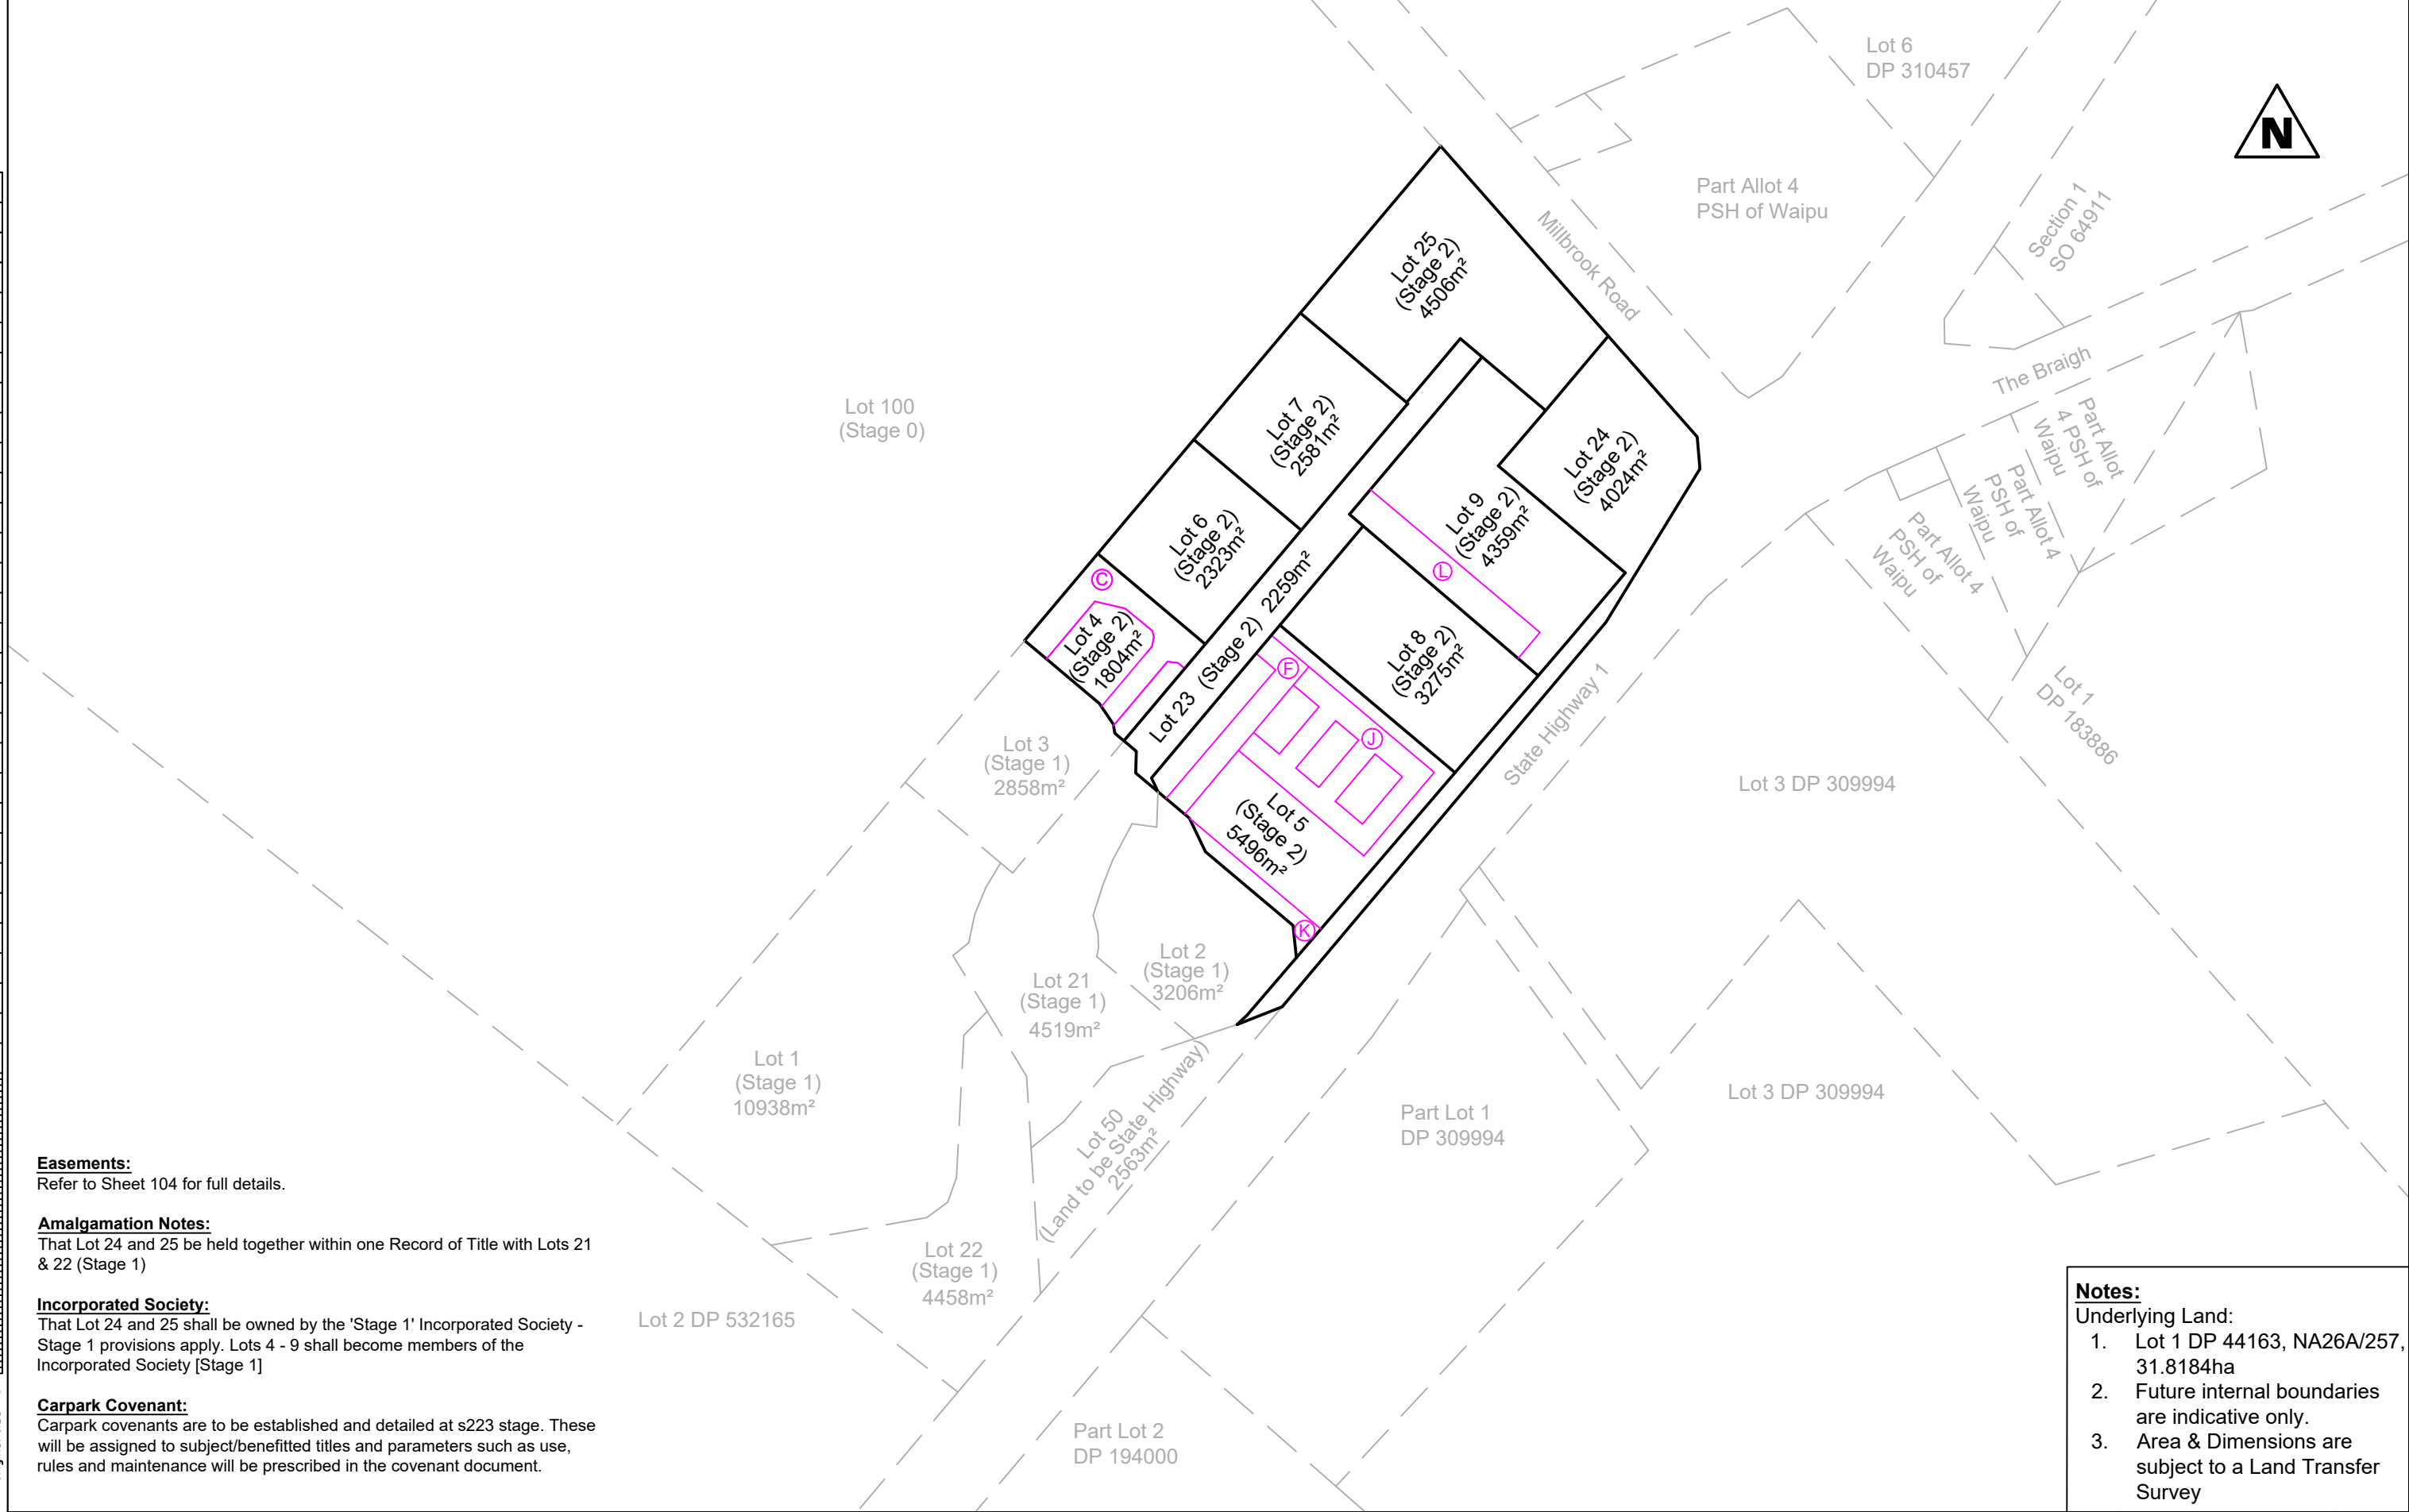 Lot 6
DP 310457
N
Part Allot 4
PSH of Waipu
Section 1
SO 64911
Millbrook Road
The Braigh
Lot 25
(Stage 2)
4506m²
Lot 100
(Stage 0)
Lot 7
(Stage 2)
2581m²
Lot 24
(Stage 2)
4024m²
Part Allot
4 PSH of
Waipu
Part Allot 4
PSH of
Waipu
Part Allot 4
PSH of
Waipu
Lot 9
(Stage 2)
4359m²
L
Lot 6
(Stage 2)
2323m²
C
Lot 4
(Stage 2)
1804m²
Lot 23 (Stage 2) 2259m²
F
Lot 8
(Stage 2)
3275m²
J
State Highway 1
Lot 1
DP 183886
Lot 3
(Stage 1)
2858m²
Lot 3 DP 309994
Lot 5
(Stage 2)
5496m²
K
Lot 2
(Stage 1)
3206m²
Lot 21
(Stage 1)
4519m²
Lot 1
(Stage 1)
10938m²
Lot 50
(Land to be State Highway)
2563m²
Part Lot 1
DP 309994
Lot 3 DP 309994
Lot 22
(Stage 1)
4458m²
Lot 2 DP 532165
Part Lot 2
DP 194000
Easements:
Refer to Sheet 104 for full details.
Amalgamation Notes:
That Lot 24 and 25 be held together within one Record of Title with Lots 21
& 22 (Stage 1)
Incorporated Society:
That Lot 24 and 25 shall be owned by the 'Stage 1' Incorporated Society -
Stage 1 provisions apply. Lots 4 - 9 shall become members of the
Incorporated Society [Stage 1]
Carpark Covenant:
Carpark covenants are to be established and detailed at s223 stage. These
will be assigned to subject/benefitted titles and parameters such as use,
rules and maintenance will be prescribed in the covenant document.
Notes:
Underlying Land:
1. Lot 1 DP 44163, NA26A/257,
31.8184ha
2. Future internal boundaries
are indicative only.
3. Area & Dimensions are
subject to a Land Transfer
Survey